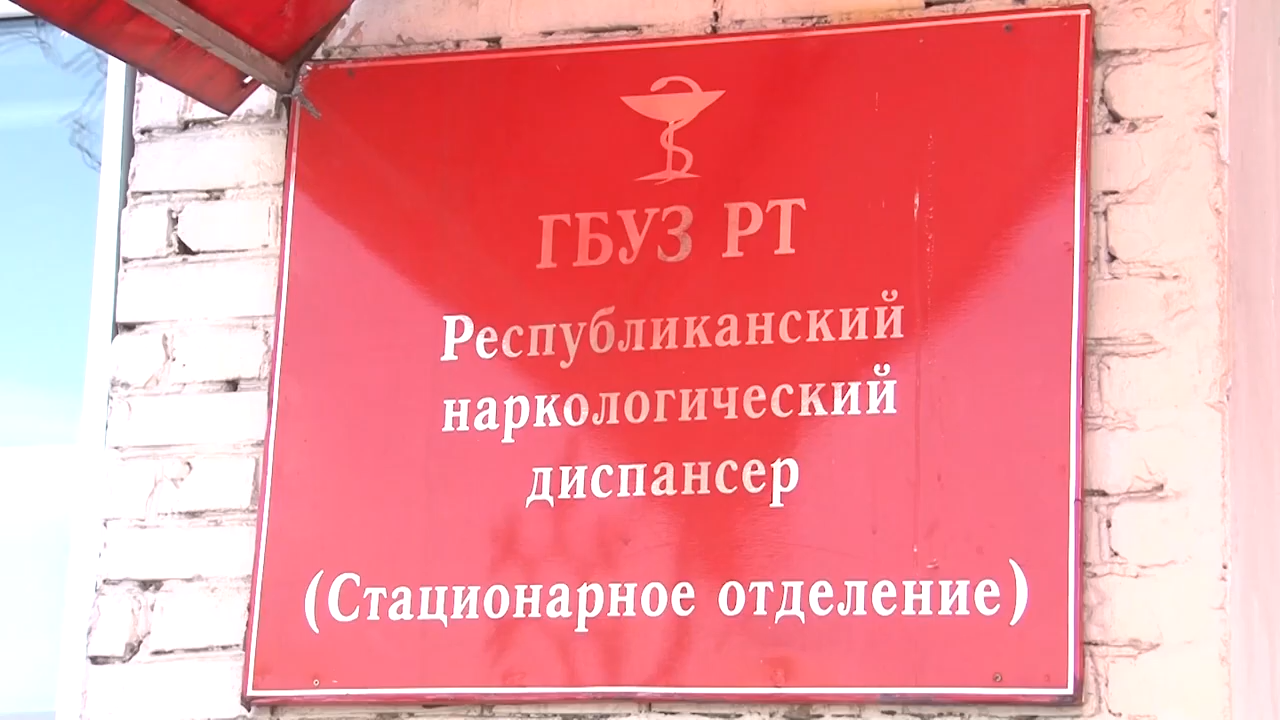 ГБУЗ РТ
Республиканский
наркологический
диспансер
(Стационарное отделение)